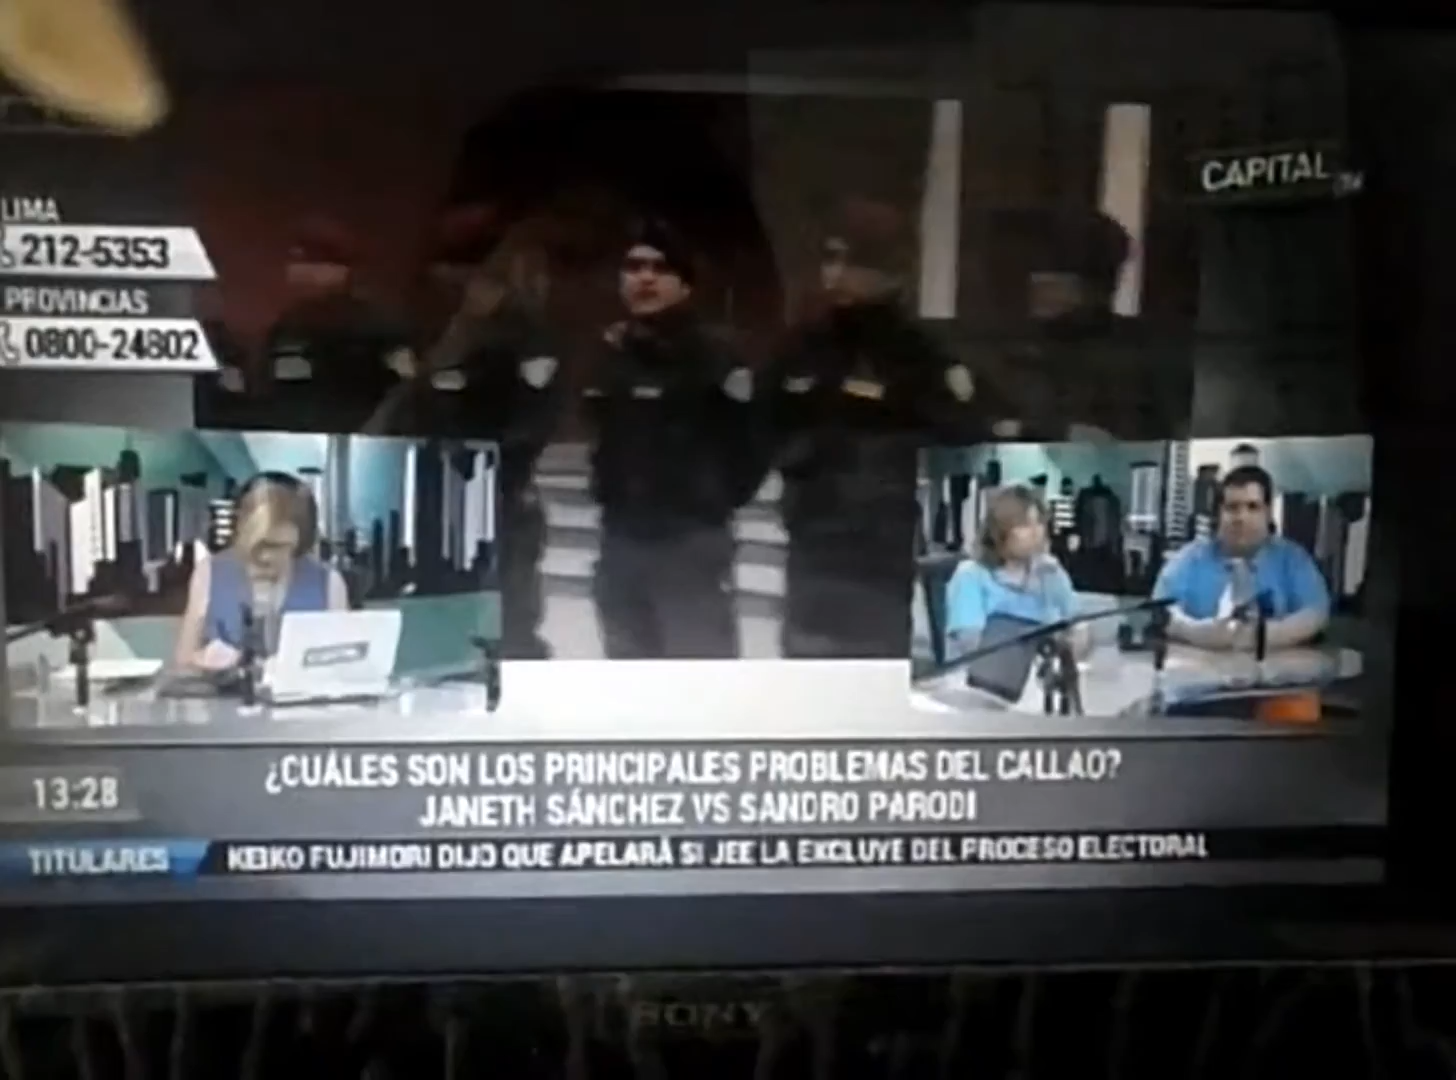 CAPITAL
LIMA
212-5353
PROVINCIAS
0800-24802
13:28
¿CUÁLES SON LOS PRINCIPALES PROBLEMAS DEL CALLAO?
JANETH SÁNCHEZ VS SANDRO PARODI
TITULARES
KEIKO FUJIMORI DIJO QUE APELARÁ SI JEE LA EXCLUYE DEL PROCESO ELECTORAL
SONY